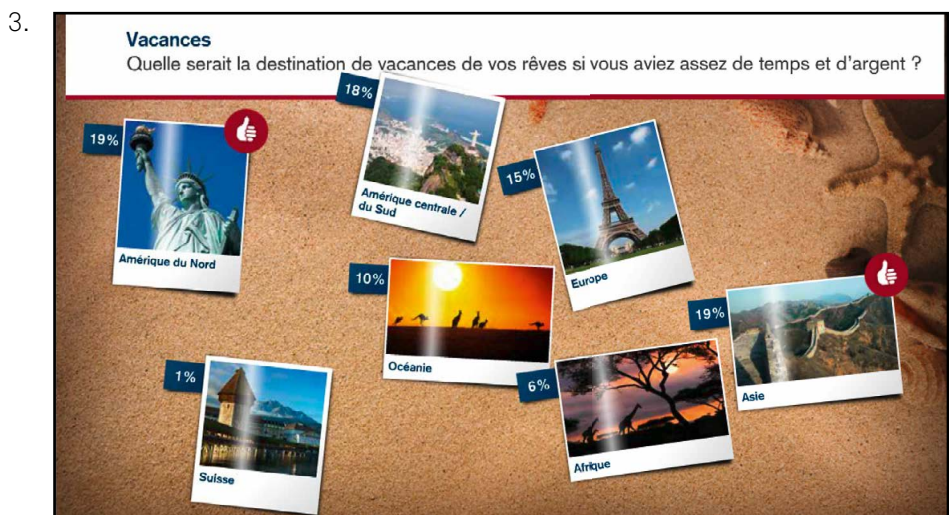 3.
Vacances
Quelle serait la destination de vacances de vos rêves si vous aviez assez de temps et d'argent ?
19%
Amérique du Nord
18%
Amérique centrale /
du Sud
15%
Europe
10%
Océanie
19%
Asie
1%
Suisse
6%
Afrique